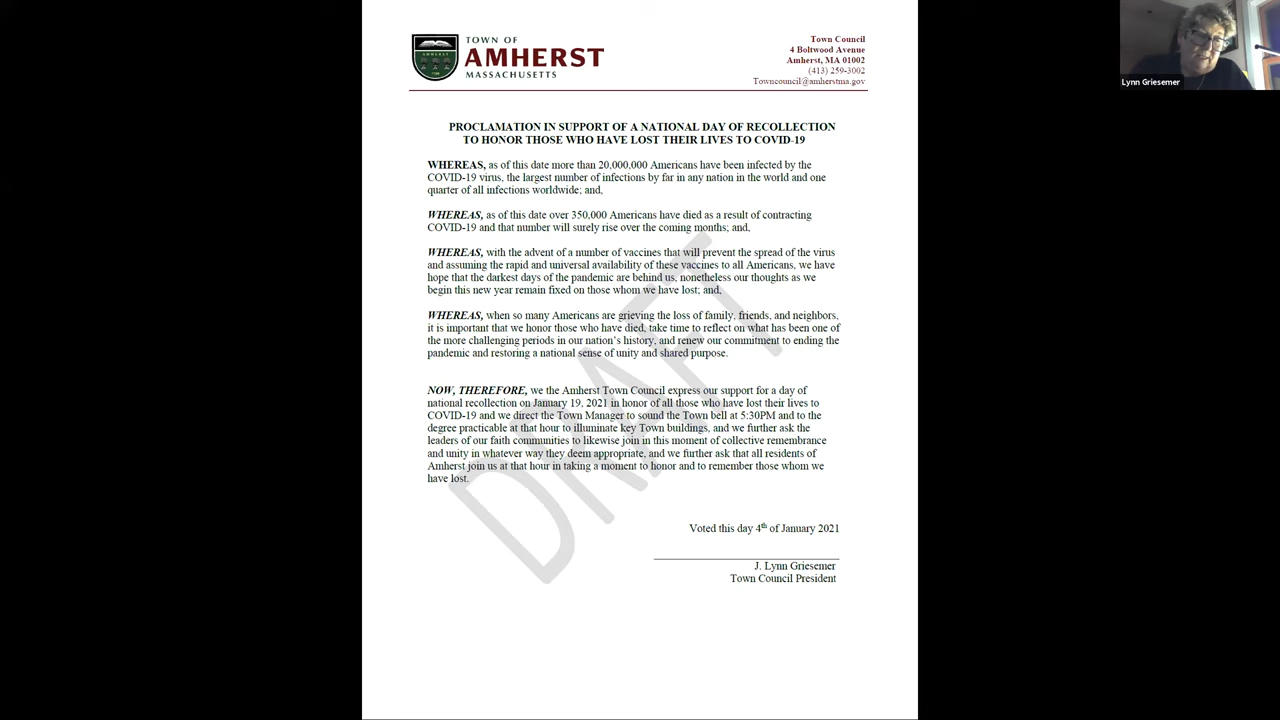 TOWN OF
AMHERST
MASSACHUSETTS
Town Council
4 Boltwood Avenue
Amherst, MA 01002
(413) 259-3002
Towncouncil@amherstma.gov
Lynn Griesemer
PROCLAMATION IN SUPPORT OF A NATIONAL DAY OF RECOLLECTION
TO HONOR THOSE WHO HAVE LOST THEIR LIVES TO COVID-19
WHEREAS, as of this date more than 20,000,000 Americans have been infected by the
COVID-19 virus, the largest number of infections by far in any nation in the world and one
quarter of all infections worldwide; and,
WHEREAS, as of this date over 350,000 Americans have died as a result of contracting
COVID-19 and that number will surely rise over the coming months; and,
WHEREAS, with the advent of a number of vaccines that will prevent the spread of the virus
and assuming the rapid and universal availability of these vaccines to all Americans, we have
hope that the darkest days of the pandemic are behind us, nonetheless our thoughts as we
begin this new year remain fixed on those whom we have lost; and,
WHEREAS, when so many Americans are grieving the loss of family, friends, and neighbors,
it is important that we honor those who have died, take time to reflect on what has been one of
the more challenging periods in our nation's history, and renew our commitment to ending the
pandemic and restoring a national sense of unity and shared purpose.
NOW, THEREFORE, we the Amherst Town Council express our support for a day of
national recollection on January 19, 2021 in honor of all those who have lost their lives to
COVID-19 and we direct the Town Manager to sound the Town bell at 5:30PM and to the
degree practicable at that hour to illuminate key Town buildings, and we further ask the
leaders of our faith communities to likewise join in this moment of collective remembrance
and unity in whatever way they deem appropriate, and we further ask that all residents of
Amherst join us at that hour in taking a moment to honor and to remember those whom we
have lost.
DRAFT
Voted this day 4th of January 2021
J. Lynn Griesemer
Town Council President